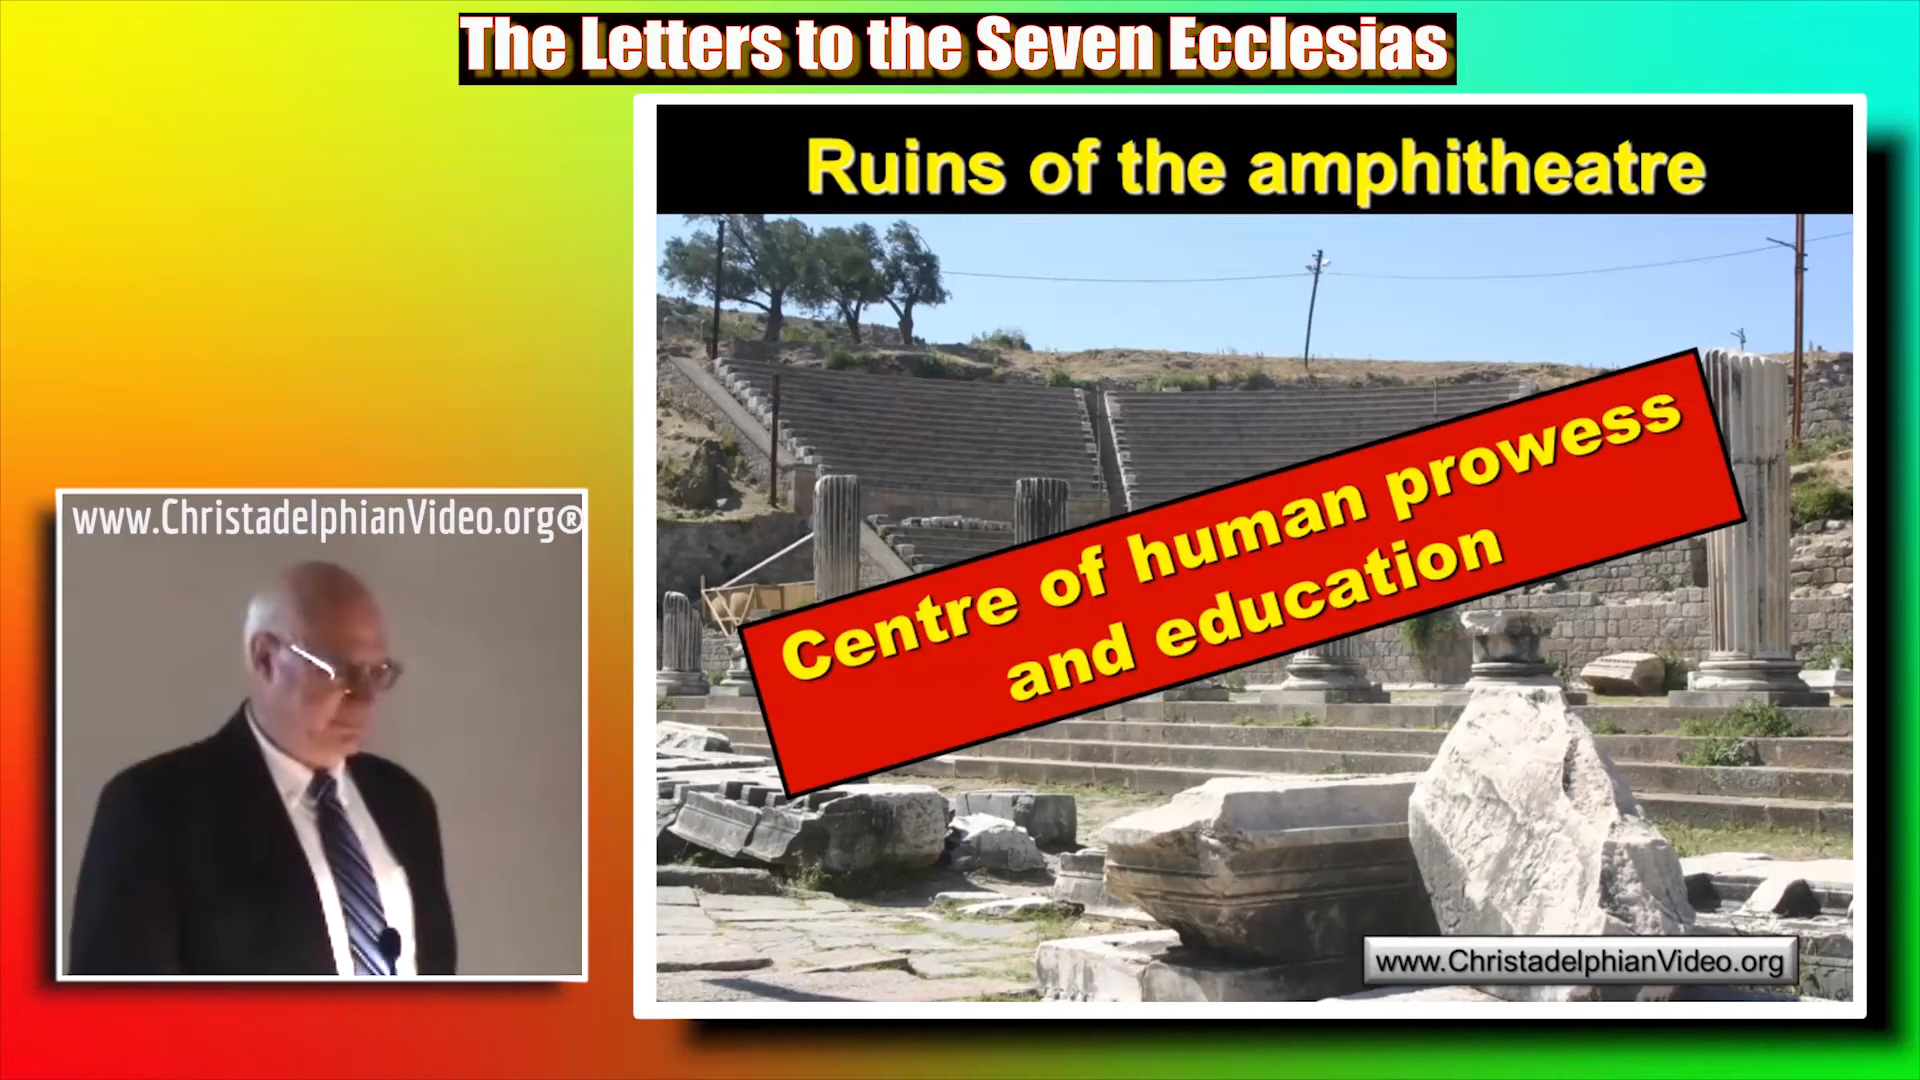 The Letters to the Seven Ecclesias
Ruins of the amphitheatre
Centre of human prowess
and education
www.ChristadelphianVideo.org®
www.ChristadelphianVideo.org